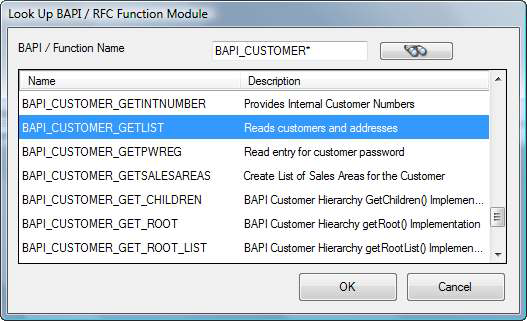 Look Up BAPI / RFC Function Module
BAPI / Function Name BAPI_CUSTOMER*
Name Description
BAPI_CUSTOMER_GETINTNUMBER Provides Internal Customer Numbers
BAPI_CUSTOMER_GETLIST Reads customers and addresses
BAPI_CUSTOMER_GETPWREG Read entry for customer password
BAPI_CUSTOMER_GETSALESAREAS Create List of Sales Areas for the Customer
BAPI_CUSTOMER_GET_CHILDREN BAPI Customer Hierarchy GetChildren() Implemen...
BAPI_CUSTOMER_GET_ROOT BAPI Customer Hierarchy getRoot() Implementation
BAPI_CUSTOMER_GET_ROOT_LIST BAPI Customer Hierarchy getRootList() Implemen...
OK Cancel